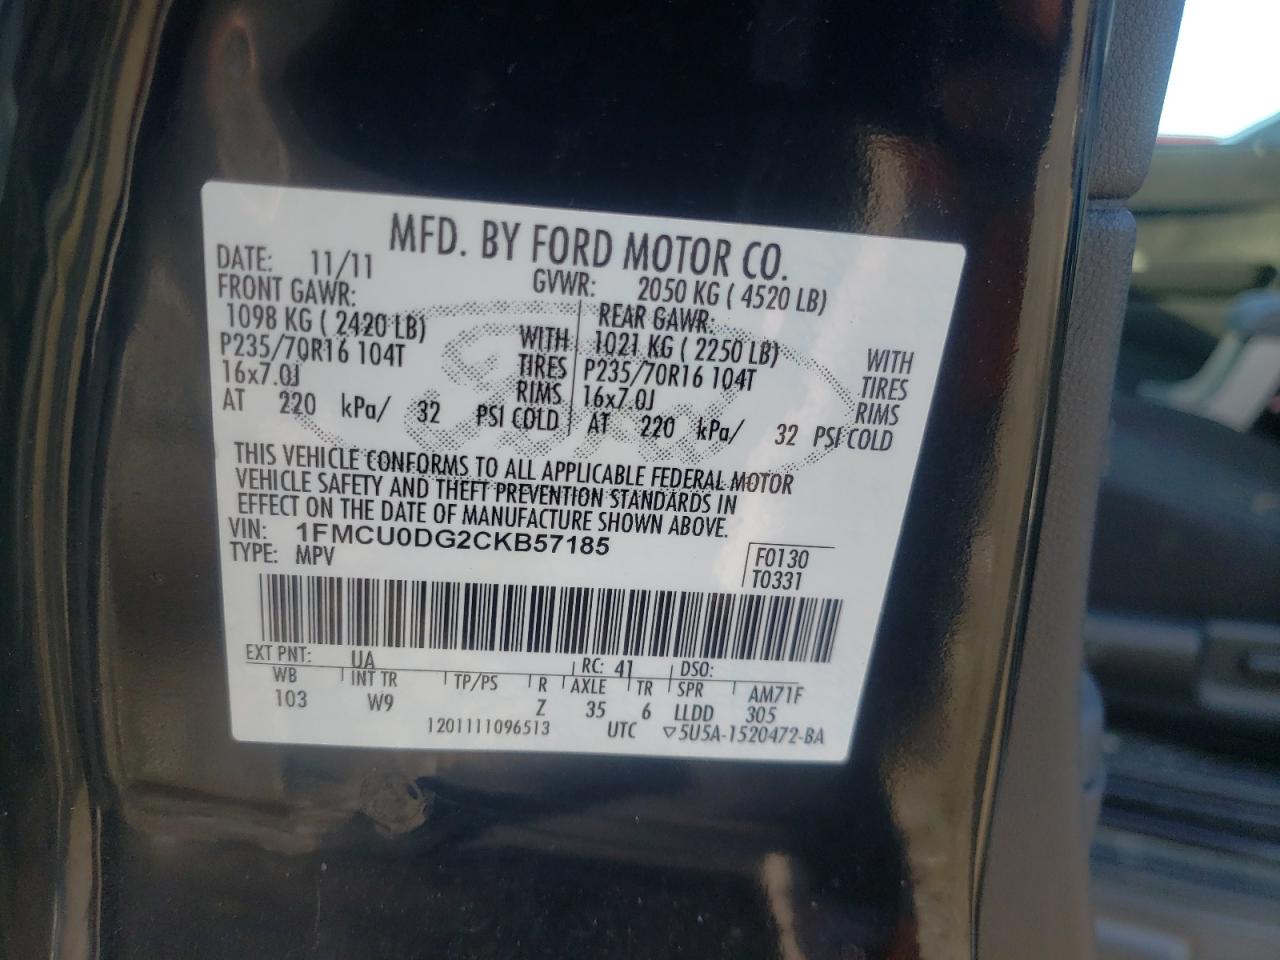 MFD. BY FORD MOTOR CO.
DATE: 11/11 GVWR: 2050 KG ( 4520 LB)
FRONT GAWR: REAR GAWR:
1098 KG ( 2420 LB) WITH 1021 KG ( 2250 LB) WITH
P235/70R16 104T TIRES P235/70R16 104T TIRES
16x7.0J RIMS 16x7.0J RIMS
AT 220 kPa/ 32 PSI COLD AT 220 kPa/ 32 PSI COLD
THIS VEHICLE CONFORMS TO ALL APPLICABLE FEDERAL MOTOR
VEHICLE SAFETY AND THEFT PREVENTION STANDARDS IN
EFFECT ON THE DATE OF MANUFACTURE SHOWN ABOVE.
VIN: 1FMCU0DG2CKB57185
TYPE: MPV F0130
T0331
EXT PNT: UA RC: 41 DSO:
WB INT TR TP/PS R AXLE TR SPR AM71F
103 W9 Z 35 6 LLDD 305
1201111096513 UTC ▽5U5A-1520472-BA
Ford